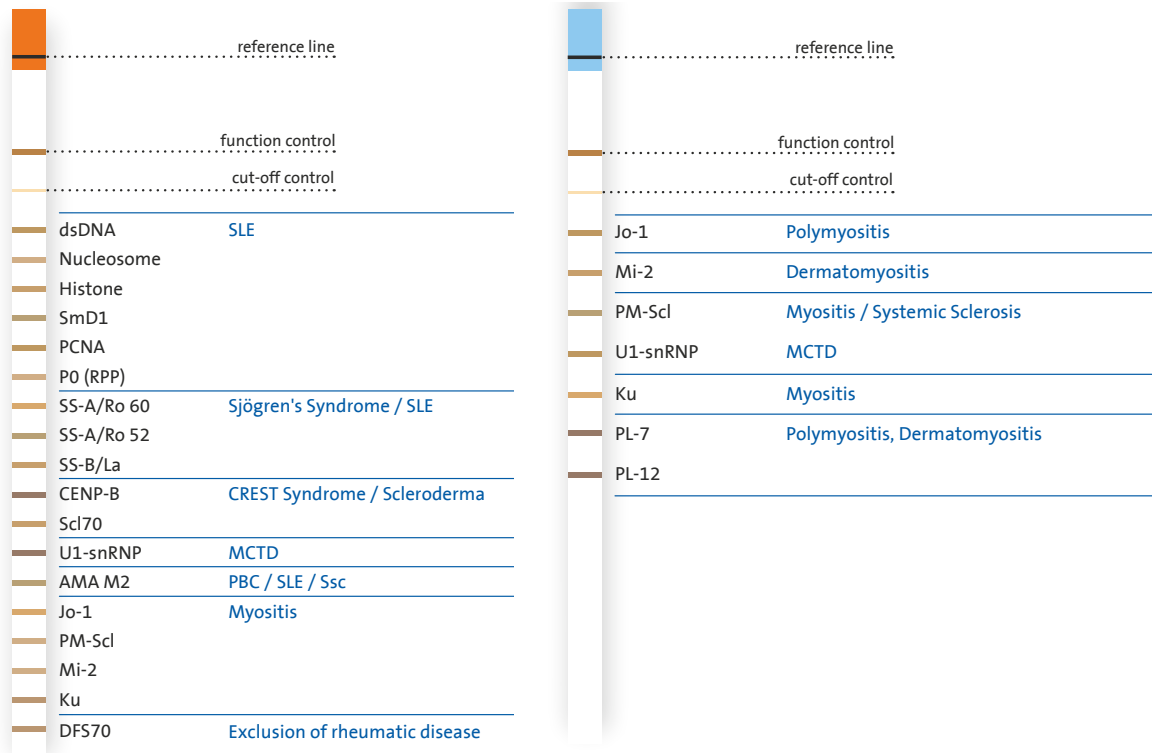 reference line
function control
cut-off control
dsDNA SLE
Nucleosome
Histone
SmD1
PCNA
P0 (RPP)
SS-A/Ro 60 Sjögren's Syndrome / SLE
SS-A/Ro 52
SS-B/La
CENP-B CREST Syndrome / Scleroderma
Scl70
U1-snRNP MCTD
AMA M2 PBC / SLE / Ssc
Jo-1 Myositis
PM-Scl
Mi-2
Ku
DFS70 Exclusion of rheumatic disease
reference line
function control
cut-off control
Jo-1 Polymyositis
Mi-2 Dermatomyositis
PM-Scl Myositis / Systemic Sclerosis
U1-snRNP MCTD
Ku Myositis
PL-7 Polymyositis, Dermatomyositis
PL-12